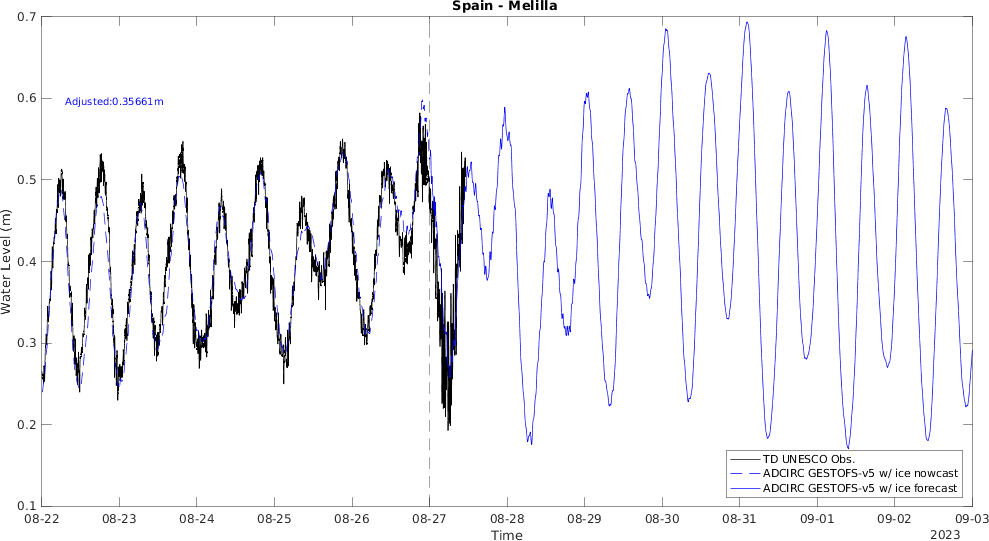 Spain - Melilla
Water Level (m)
0.7
0.6
0.5
0.4
0.3
0.2
0.1
Adjusted:0.35661m
TD UNESCO Obs.
ADCIRC GESTOFS-v5 w/ ice nowcast
ADCIRC GESTOFS-v5 w/ ice forecast
08-22 08-23 08-24 08-25 08-26 08-27 08-28 08-29 08-30 08-31 09-01 09-02 09-03
Time
2023